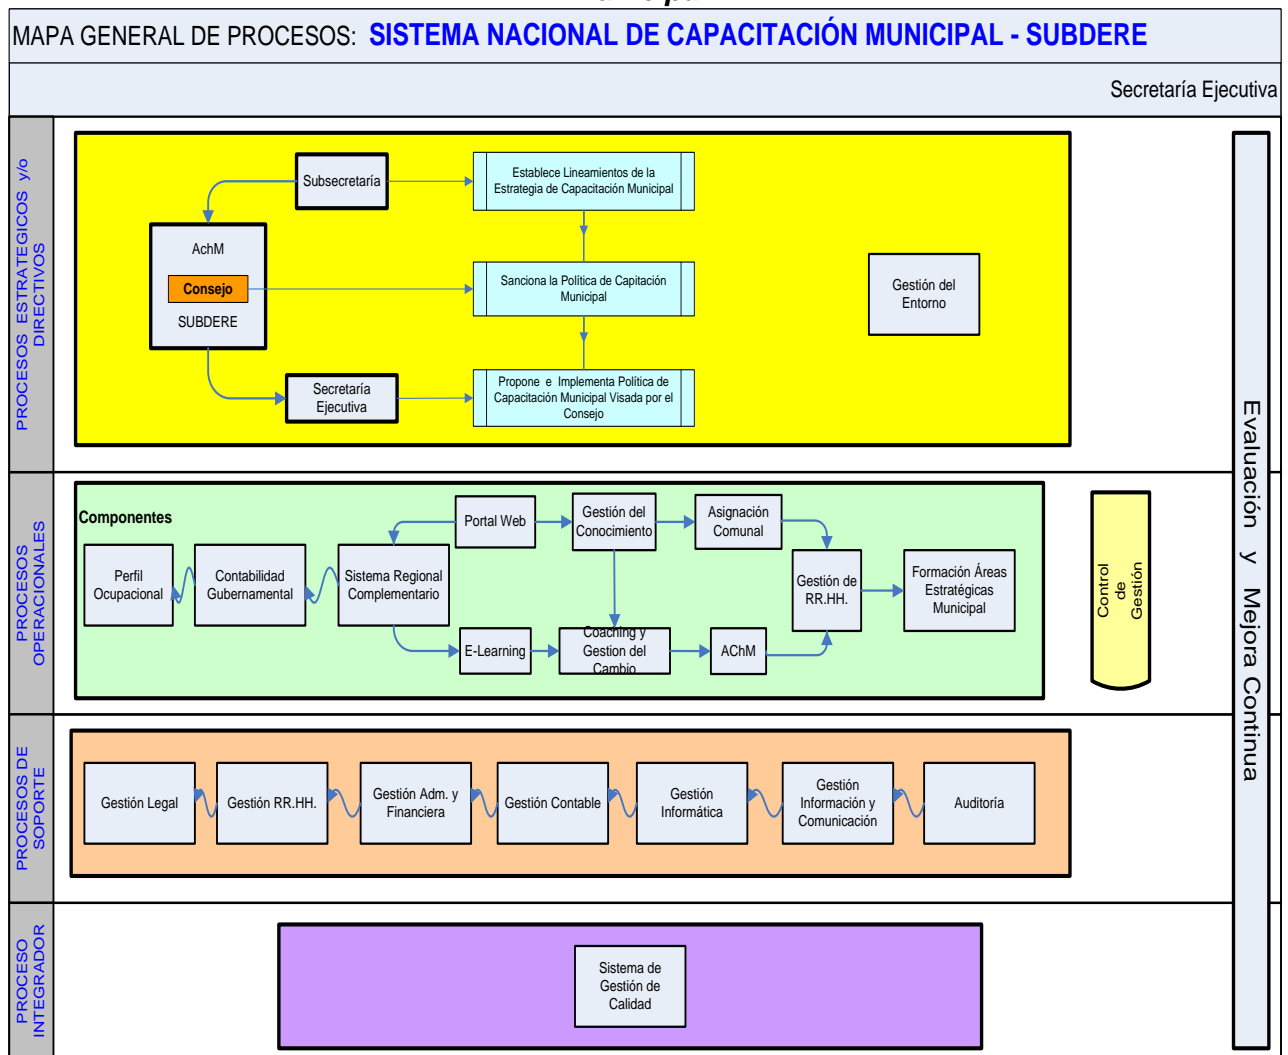 MAPA GENERAL DE PROCESOS: SISTEMA NACIONAL DE CAPACITACIÓN MUNICIPAL - SUBDERE
Secretaría Ejecutiva
PROCESOS ESTRATEGICOS y/o
DIRECTIVOS
Subsecretaría
Establece Lineamientos de la
Estrategia de Capacitación Municipal
AchM
Consejo
SUBDERE
Sanciona la Política de Capitación
Municipal
Gestión del
Entorno
Secretaría
Ejecutiva
Propone e Implementa Política de
Capacitación Municipal Visada por el
Consejo
Evaluación y Mejora Continua
PROCESOS
OPERACIONALES
Componentes
Portal Web
Gestión del
Conocimiento
Asignación
Comunal
Perfil
Ocupacional
Contabilidad
Gubernamental
Sistema Regional
Complementario
Gestión de
RR.HH.
Formación Áreas
Estratégicas
Municipal
E-Learning
Coaching y
Gestion del
Cambio
AChM
Control
de
Gestión
PROCESOS DE
SOPORTE
Gestión Legal
Gestión RR.HH.
Gestión Adm. y
Financiera
Gestión Contable
Gestión
Informática
Gestión
Información y
Comunicación
Auditoría
PROCESO
INTEGRADOR
Sistema de
Gestión de
Calidad